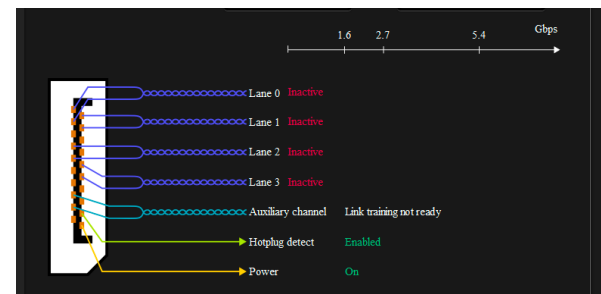 Gbps
1.6 2.7 5.4
Lane 0 Inactive
Lane 1 Inactive
Lane 2 Inactive
Lane 3 Inactive
Auxiliary channel Link training not ready
Hotplug detect Enabled
Power On